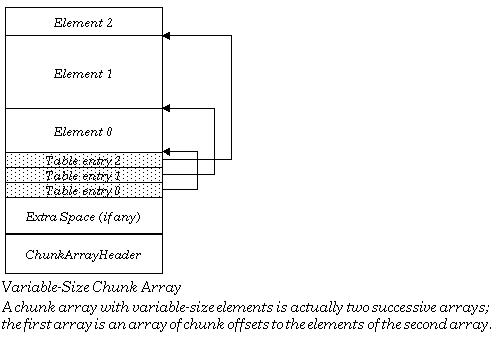 Element 2
Element 1
Element 0
Table entry 2
Table entry 1
Table entry 0
Extra Space (if any)
ChunkArrayHeader
Variable-Size Chunk Array
A chunk array with variable-size elements is actually two successive arrays;
the first array is an array of chunk offsets to the elements of the second array.